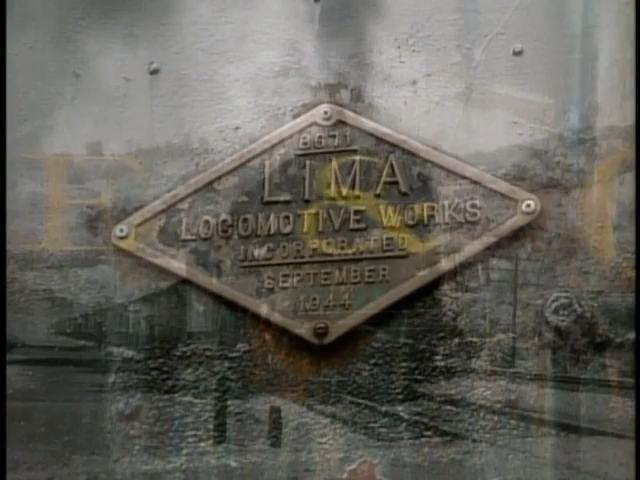 8671
LIMA
LOCOMOTIVE WORKS
INCORPORATED
SEPTEMBER
1944